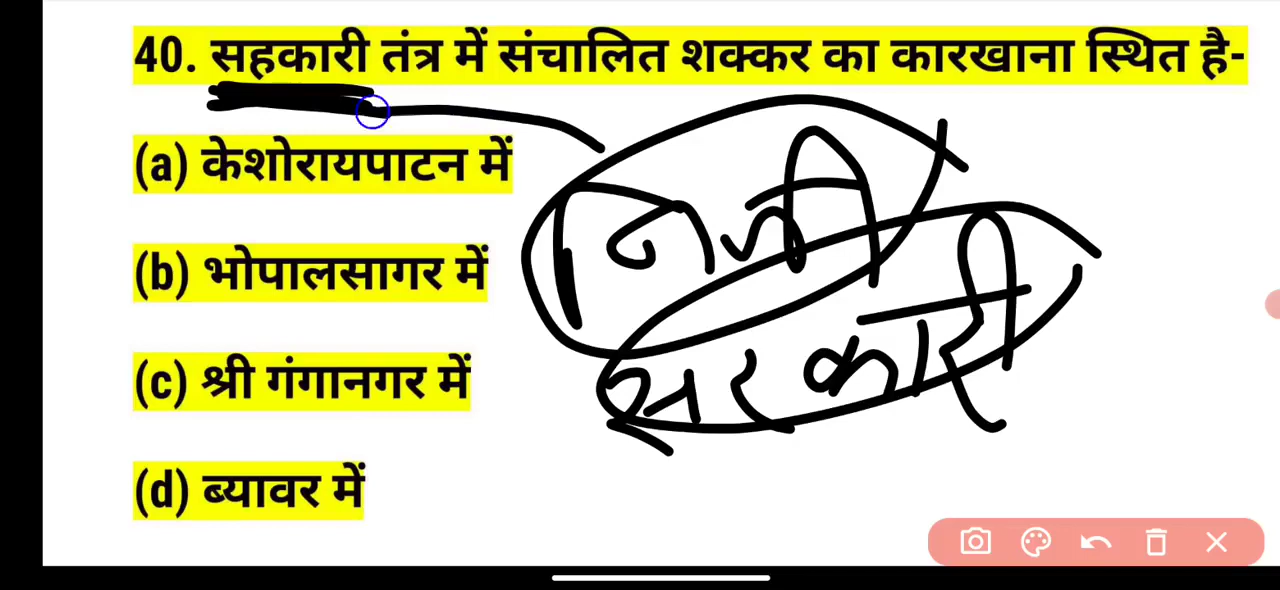 40. सहकारी तंत्र में संचालित शक्कर का कारखाना स्थित है-
(a) केशोरायपाटन में
निजी
(b) भोपालसागर में
सरकारी
(c) श्री गंगानगर में
(d) ब्यावर में